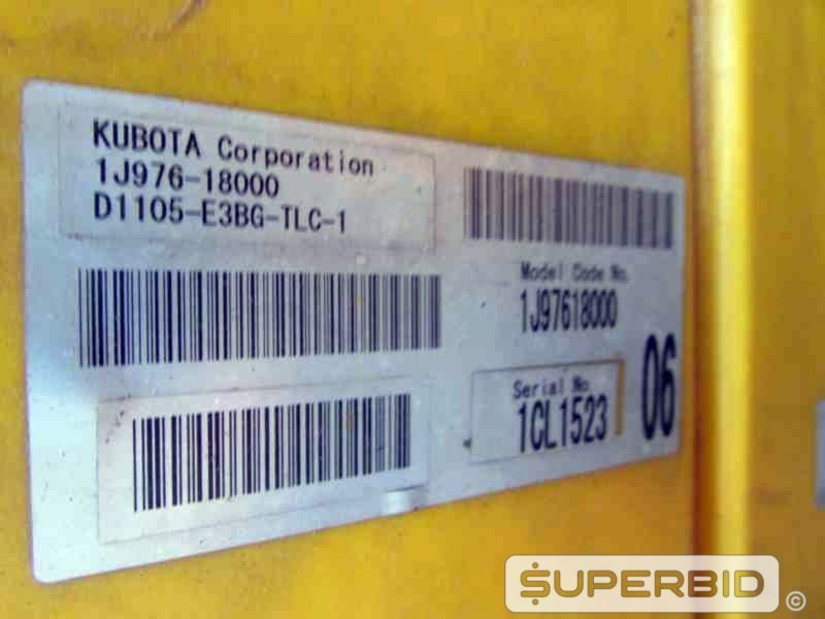 KUBOTA Corporation
1J976-18000
D1105-E3BG-TLC-1
Model Code No.
1J97618000
06
Serial No.
1CL1523
SUPERBID
©